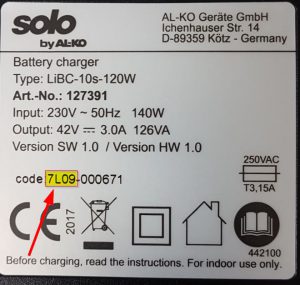 solo
by AL-KO
AL-KO Geräte GmbH
Ichenhauser Str. 14
D-89359 Kötz - Germany
Battery charger
Type: LiBC-10s-120W
Art.-No.: 127391
Input: 230V ~ 50Hz 140W
Output: 42V ⎓ 3.0A 126VA
Version SW 1.0 / Version HW 1.0
code 7L09-000671
250VAC
T3,15A
CE
2017
442100
Before charging, read the instructions. For indoor use only.